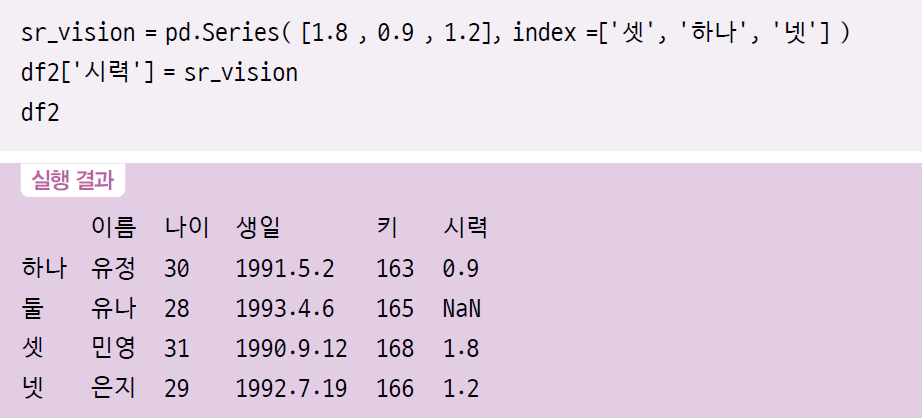 sr_vision = pd.Series( [1.8 , 0.9 , 1.2], index =['셋', '하나', '넷'] )
df2['시력'] = sr_vision
df2
실행 결과
이름 나이 생일 키 시력
하나 유정 30 1991.5.2 163 0.9
둘 유나 28 1993.4.6 165 NaN
셋 민영 31 1990.9.12 168 1.8
넷 은지 29 1992.7.19 166 1.2